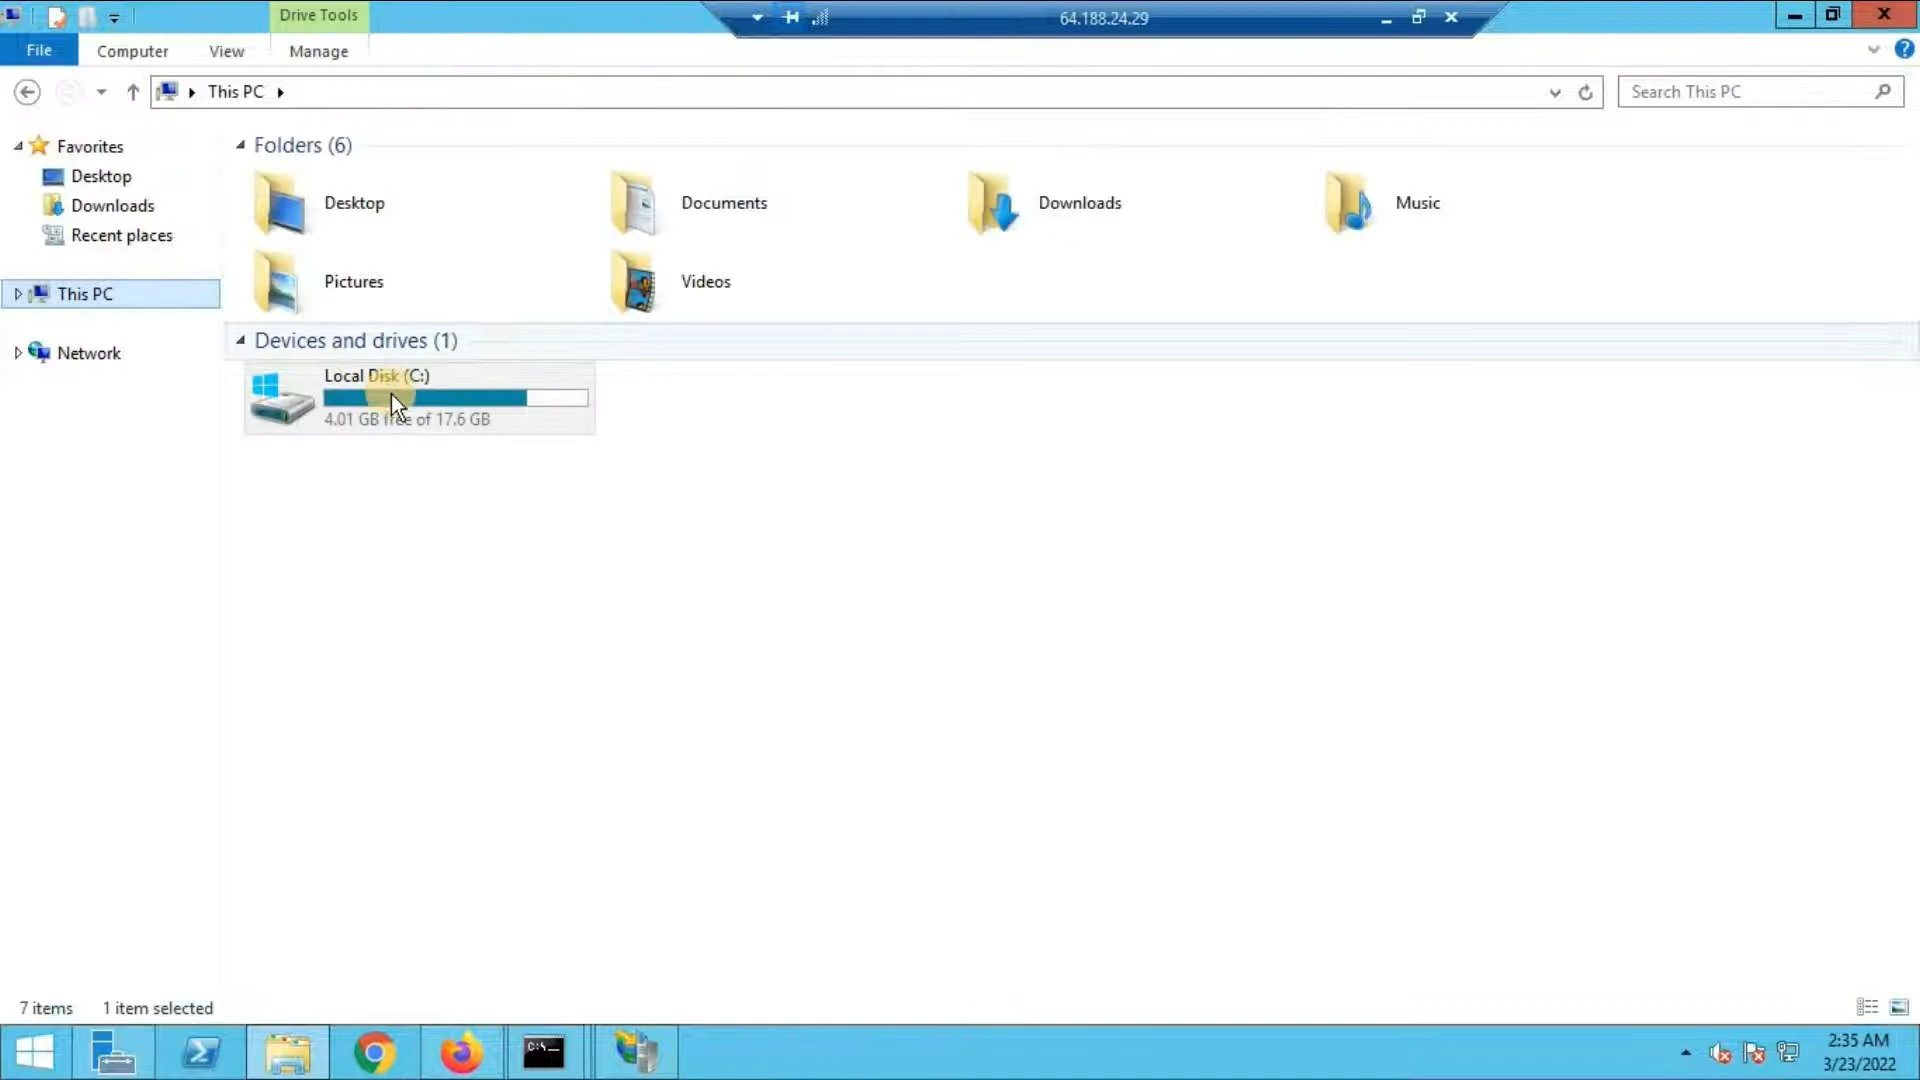 Drive Tools
64.188.24.29
File
Computer
View
Manage
This PC
Search This PC
Favorites
Desktop
Downloads
Recent places
This PC
Network
Folders (6)
Desktop
Documents
Downloads
Music
Pictures
Videos
Devices and drives (1)
Local Disk (C:)
4.01 GB free of 17.6 GB
7 items
1 item selected
C:\
2:35 AM
3/23/2022